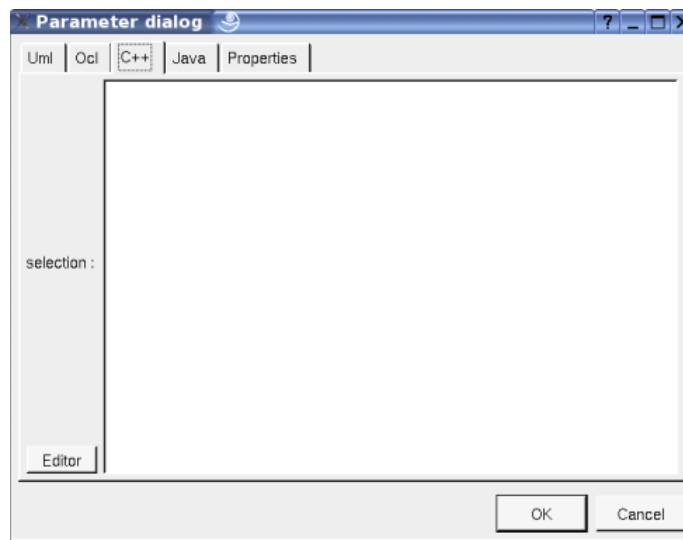 Parameter dialog
Uml Ocl C++ Java Properties
selection :
Editor
OK Cancel